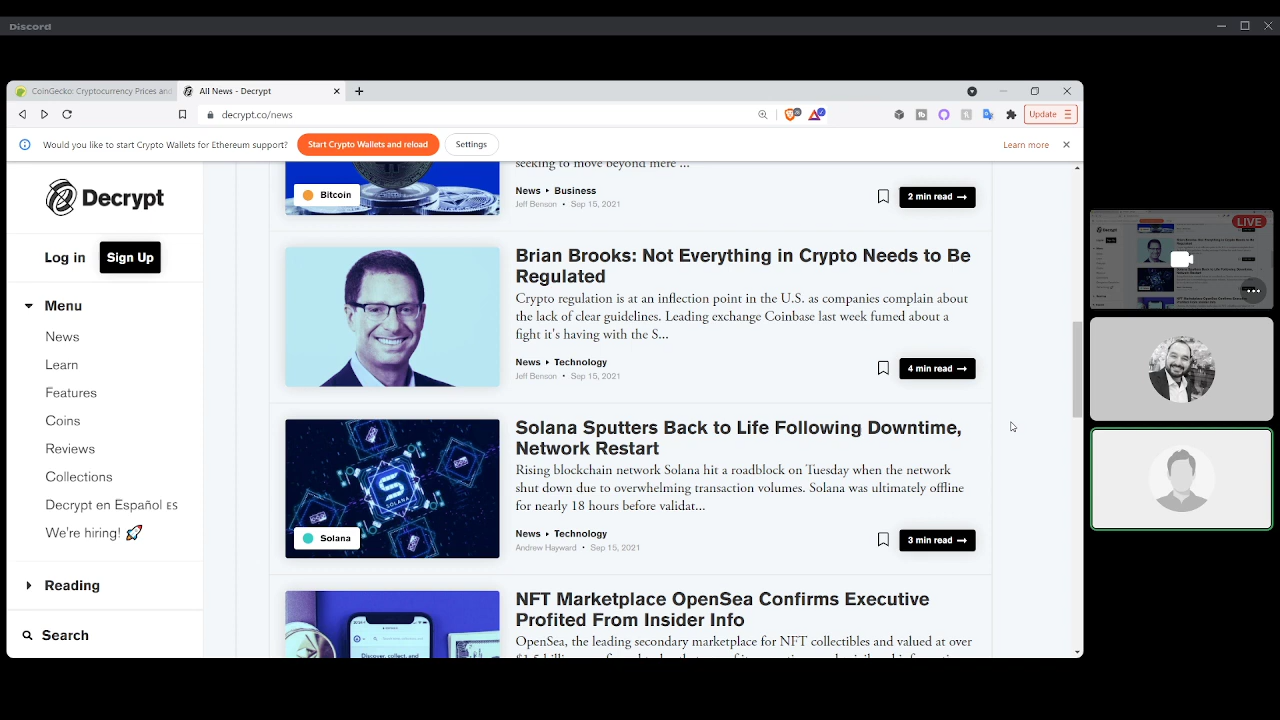 Discord
CoinGecko: Cryptocurrency Prices and
All News - Decrypt
decrypt.co/news
Update
Would you like to start Crypto Wallets for Ethereum support?
Start Crypto Wallets and reload
Settings
Learn more
Decrypt
Log in
Sign Up
Menu
News
Learn
Features
Coins
Reviews
Collections
Decrypt en Español ES
We're hiring! 🚀
Reading
Search
seeking to move beyond mere ...
Bitcoin
News ▸ Business
Jeff Benson • Sep 15, 2021
2 min read →
Brian Brooks: Not Everything in Crypto Needs to Be
Regulated
Crypto regulation is at an inflection point in the U.S. as companies complain about
the lack of clear guidelines. Leading exchange Coinbase last week fumed about a
fight it's having with the S...
News ▸ Technology
Jeff Benson • Sep 15, 2021
4 min read →
Solana Sputters Back to Life Following Downtime,
Network Restart
Rising blockchain network Solana hit a roadblock on Tuesday when the network
shut down due to overwhelming transaction volumes. Solana was ultimately offline
for nearly 18 hours before validat...
SOLANA
Solana
News ▸ Technology
Andrew Hayward • Sep 15, 2021
3 min read →
NFT Marketplace OpenSea Confirms Executive
Profited From Insider Info
OpenSea, the leading secondary marketplace for NFT collectibles and valued at over
Discover, collect, and
LIVE